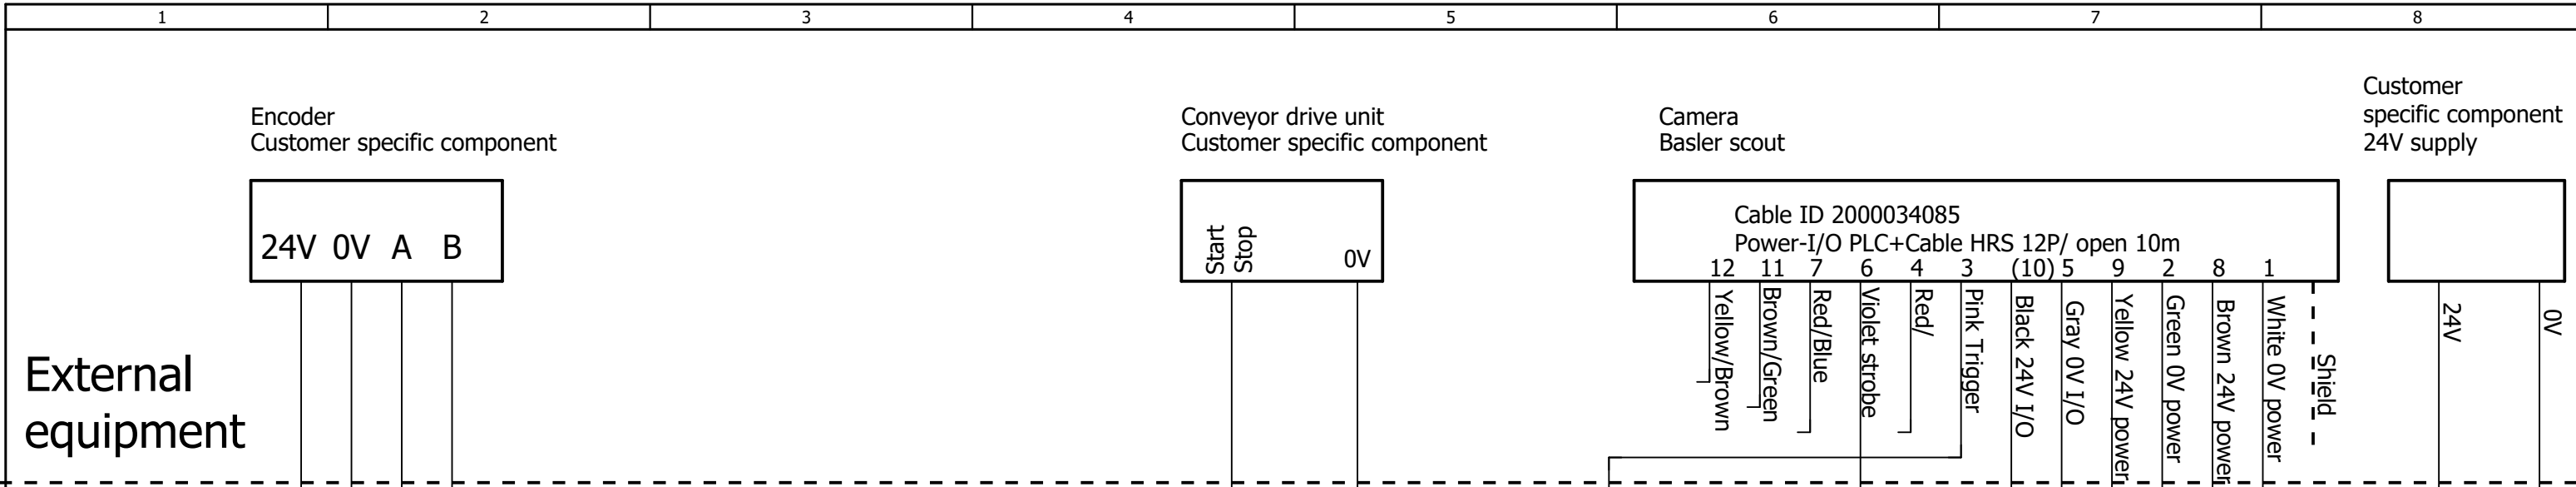 1 2 3 4 5 6 7 8
Encoder
Customer specific component
24V 0V A B
Conveyor drive unit
Customer specific component
Start
Stop
0V
Camera
Basler scout
Cable ID 2000034085
Power-I/O PLC+Cable HRS 12P/ open 10m
12 11 7 6 4 3 (10) 5 9 2 8 1
Yellow/Brown
Brown/Green
Red/Blue
Violet strobe
Red/
Pink Trigger
Black 24V I/O
Gray 0V I/O
Yellow 24V power
Green 0V power
Brown 24V power
White 0V power
Shield
Customer
specific component
24V supply
24V
0V
External
equipment